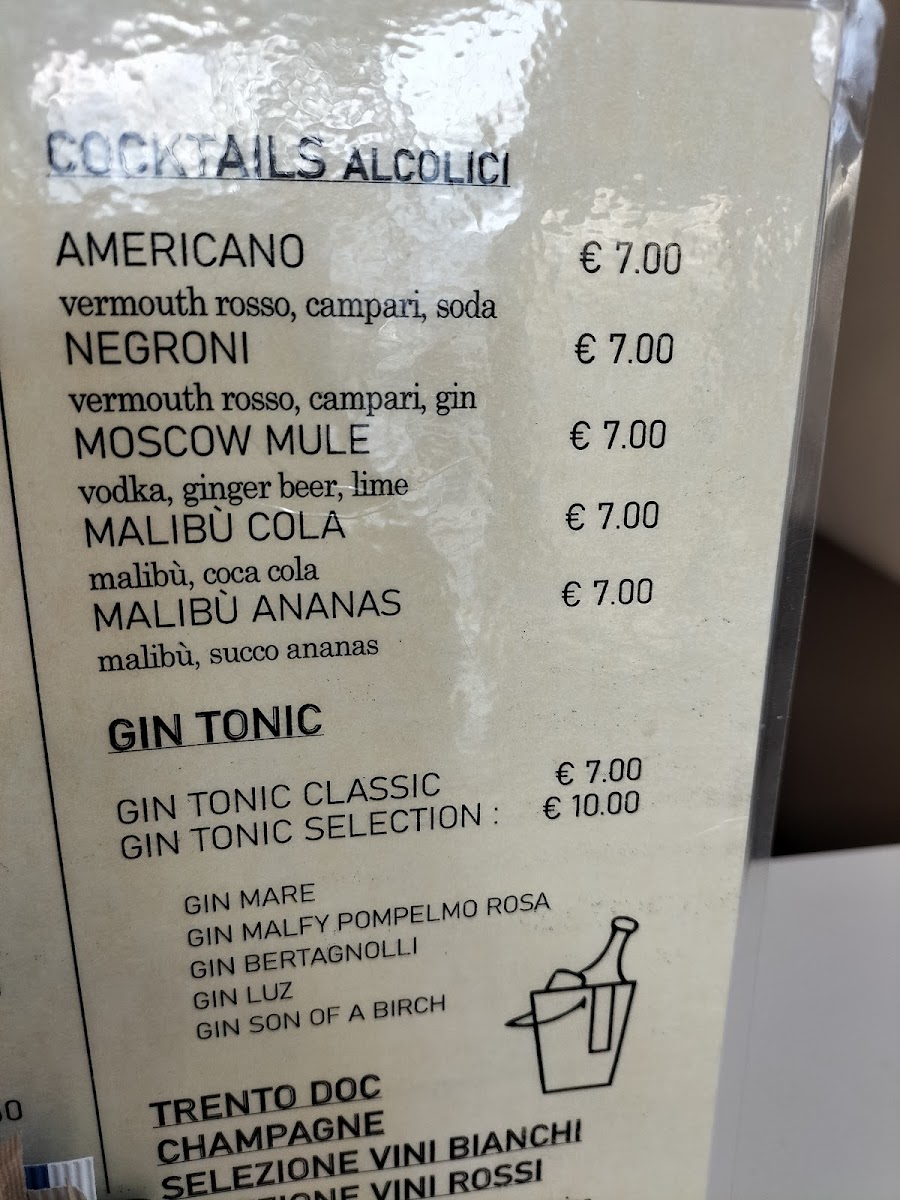 COCKTAILS ALCOLICI
AMERICANO € 7.00
vermouth rosso, campari, soda
NEGRONI € 7.00
vermouth rosso, campari, gin
MOSCOW MULE € 7.00
vodka, ginger beer, lime
MALIBÙ COLA € 7.00
malibù, coca cola
MALIBÙ ANANAS € 7.00
malibù, succo ananas
GIN TONIC
GIN TONIC CLASSIC € 7.00
GIN TONIC SELECTION : € 10.00
GIN MARE
GIN MALFY POMPELMO ROSA
GIN BERTAGNOLLI
GIN LUZ
GIN SON OF A BIRCH
TRENTO DOC
CHAMPAGNE
SELEZIONE VINI BIANCHI
VINI ROSSI